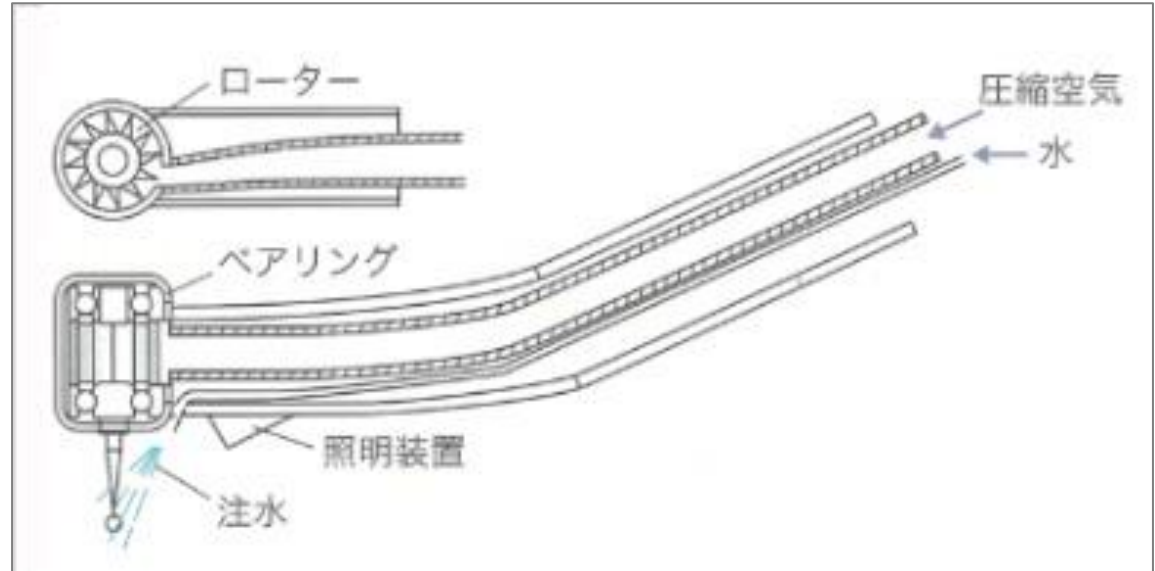 ローター
圧縮空気
水
ベアリング
照明装置
注水